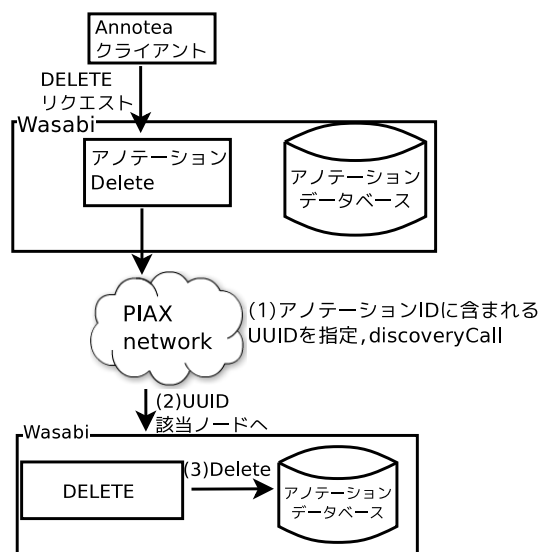 Annotea
クライアント
DELETE
リクエスト
Wasabi
アノテーション
Delete
アノテーション
データベース
PIAX
network
(1)アノテーションIDに含まれる
UUIDを指定,discoveryCall
(2)UUID
該当ノードへ
Wasabi
DELETE
(3)Delete
アノテーション
データベース